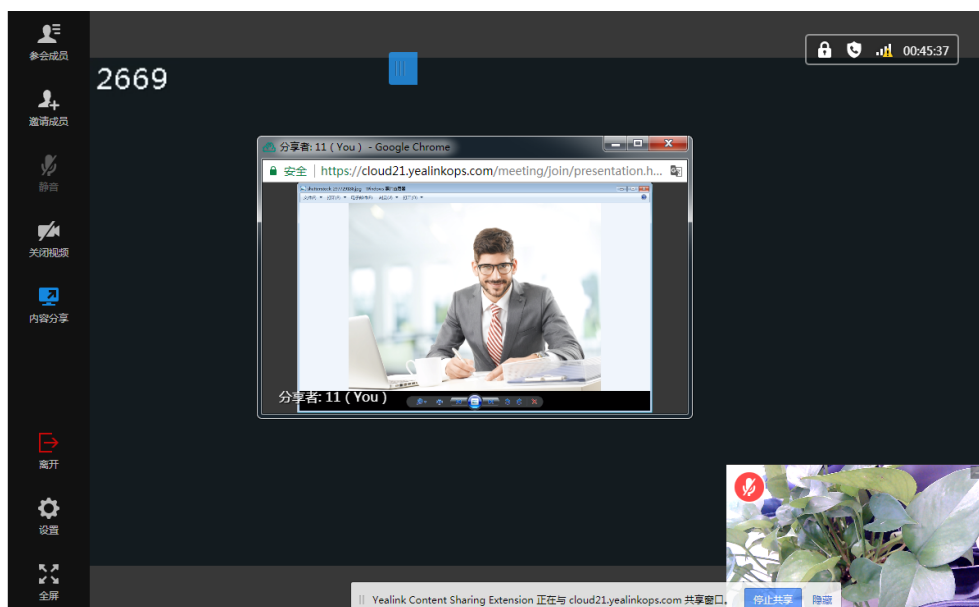 参会成员
邀请成员
静音
关闭视频
内容分享
离开
设置
全屏
2669
00:45:37
分享者: 11 ( You ) - Google Chrome
安全 | https://cloud21.yealinkops.com/meeting/join/presentation.h...
分享者: 11 ( You )
Yealink Content Sharing Extension 正在与 cloud21.yealinkops.com 共享窗口。
停止共享
隐藏